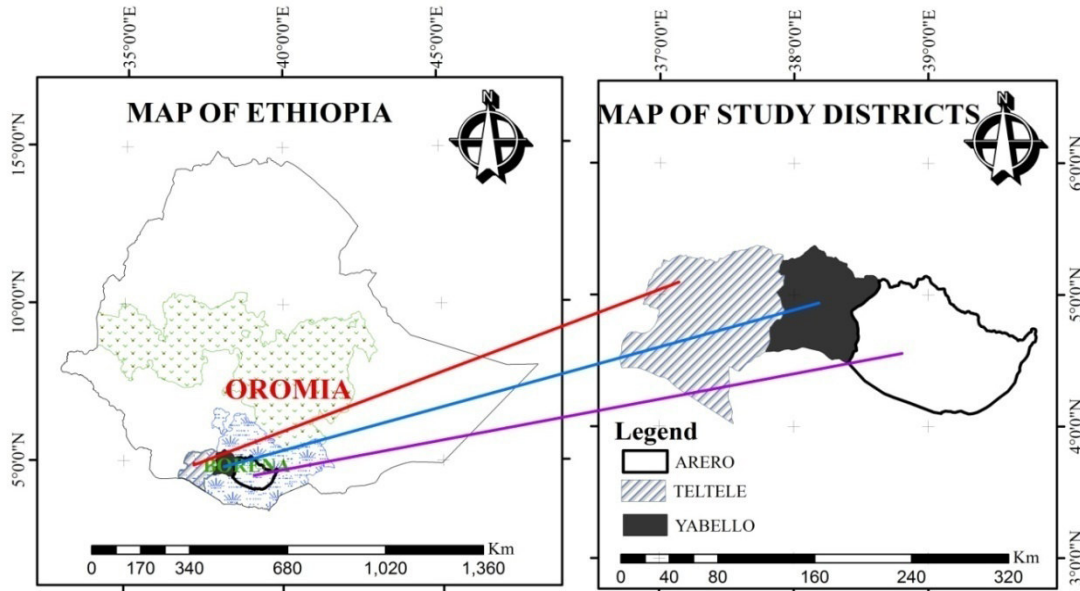 35°0'0"E
40°0'0"E
45°0'0"E
MAP OF ETHIOPIA
N
15°0'0"N
10°0'0"N
5°0'0"N
OROMIA
BORENA
Km
0 170 340 680 1,020 1,360
37°0'0"E
38°0'0"E
39°0'0"E
MAP OF STUDY DISTRICTS
N
6°0'0"N
5°0'0"N
4°0'0"N
3°0'0"N
Legend
ARERO
TELTELE
YABELLO
Km
0 40 80 160 240 320